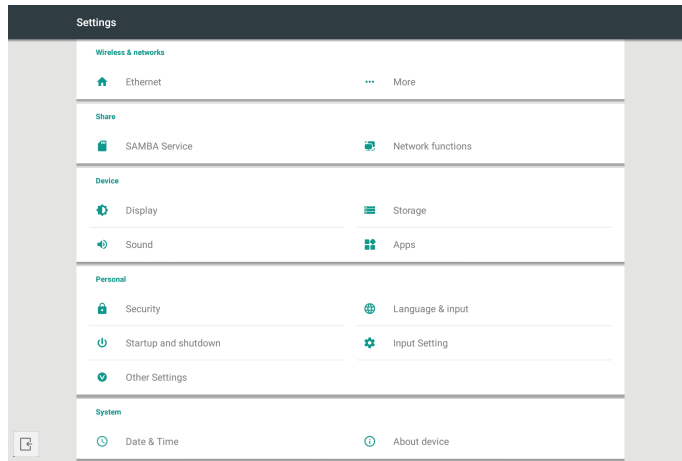 Settings
Wireless & networks
Ethernet
More
Share
SAMBA Service
Network functions
Device
Display
Storage
Sound
Apps
Personal
Security
Language & input
Startup and shutdown
Input Setting
Other Settings
System
Date & Time
About device